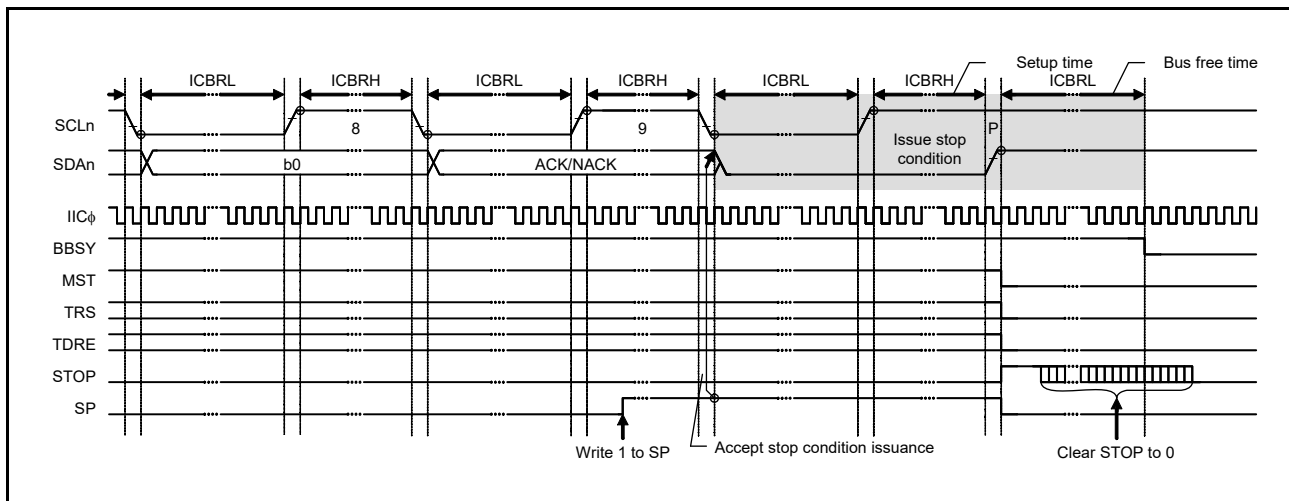 Setup time
Bus free time
ICBRL
ICBRH
ICBRL
ICBRH
ICBRL
ICBRH
ICBRL
SCLn
8
9
Issue stop
condition
P
SDAn
b0
ACK/NACK
IICϕ
BBSY
MST
TRS
TDRE
STOP
SP
Write 1 to SP
Accept stop condition issuance
Clear STOP to 0